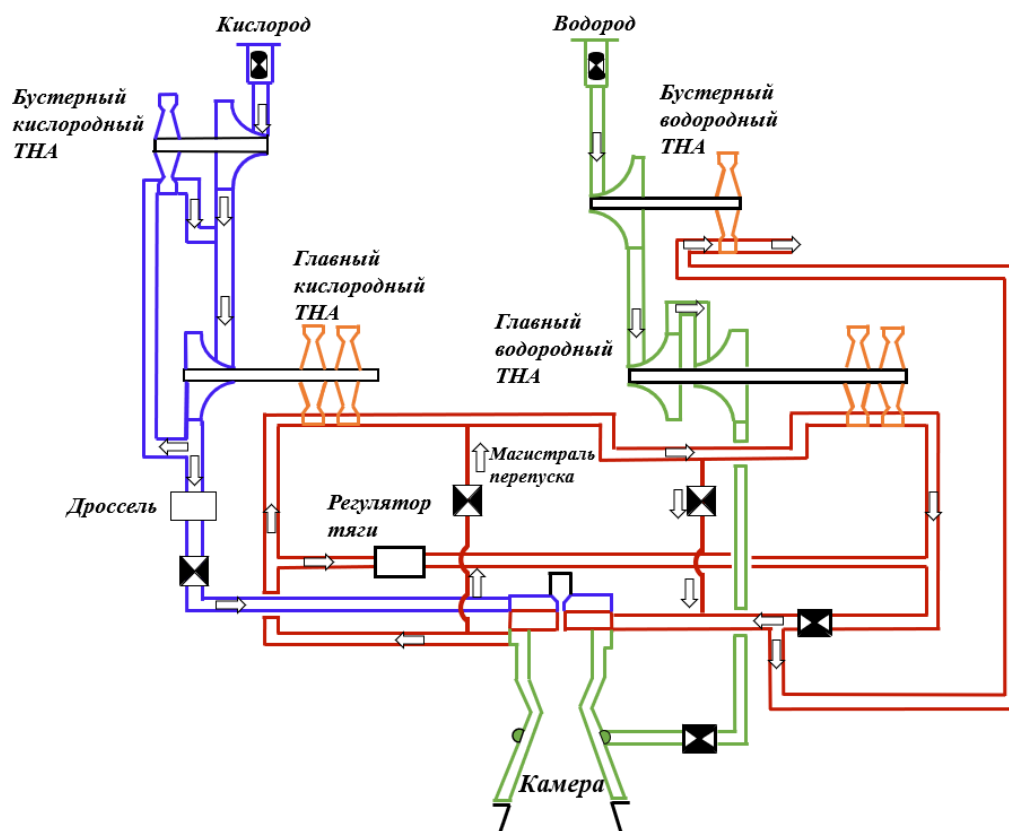 Кислород
Водород
Бустерный
кислородный
ТНА
Бустерный
водородный
ТНА
Главный
кислородный
ТНА
Главный
водородный
ТНА
Магистраль
перепуска
Дроссель
Регулятор
тяги
Камера